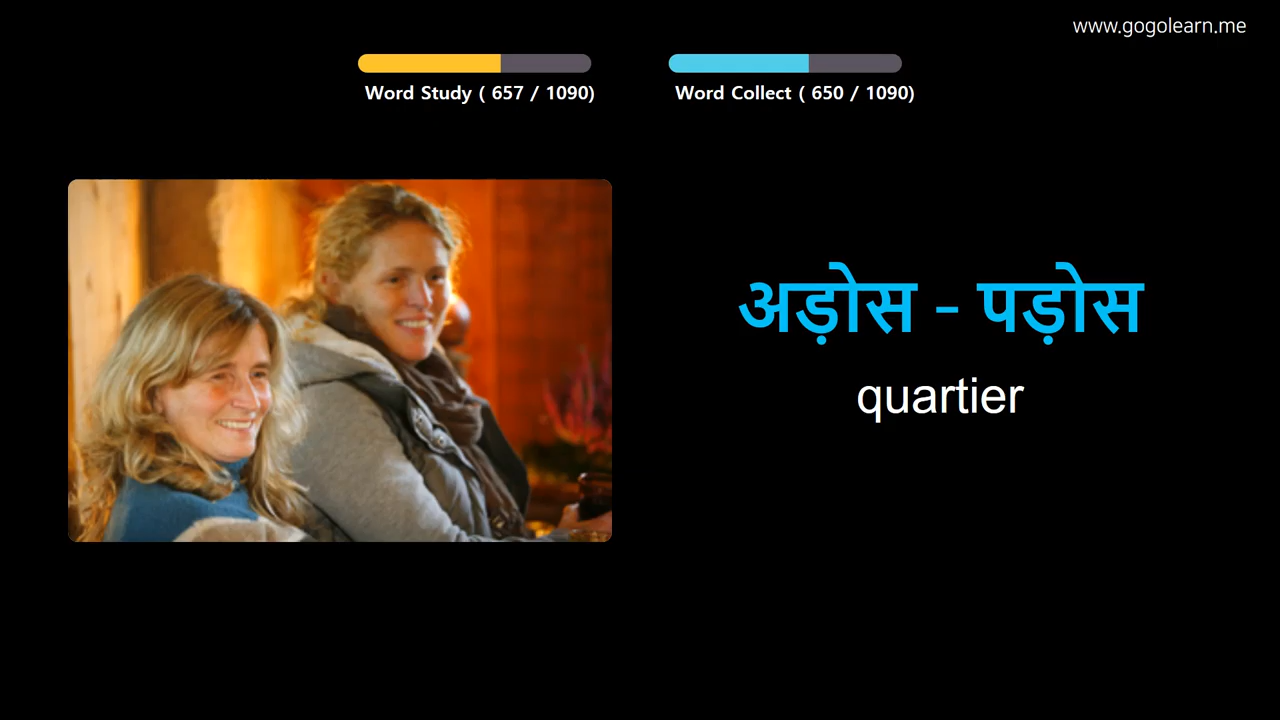 www.gogolearn.me
Word Study ( 657 / 1090)
Word Collect ( 650 / 1090)
अड़ोस - पड़ोस
quartier